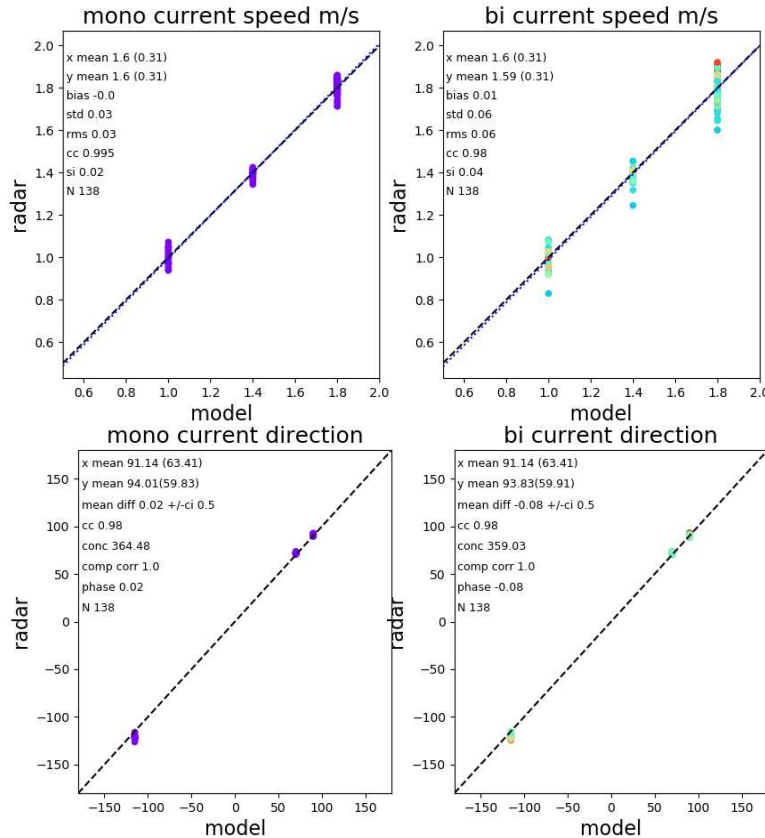 mono current speed m/s
x mean 1.6 (0.31)
y mean 1.6 (0.31)
bias -0.0
std 0.03
rms 0.03
cc 0.995
si 0.02
N 138
2.0
1.8
1.6
1.4
1.2
1.0
0.8
0.6
radar
0.6 0.8 1.0 1.2 1.4 1.6 1.8 2.0
model
bi current speed m/s
x mean 1.6 (0.31)
y mean 1.59 (0.31)
bias 0.01
std 0.06
rms 0.06
cc 0.98
si 0.04
N 138
2.0
1.8
1.6
1.4
1.2
1.0
0.8
0.6
radar
0.6 0.8 1.0 1.2 1.4 1.6 1.8 2.0
model
mono current direction
x mean 91.14 (63.41)
y mean 94.01(59.83)
mean diff 0.02 +/-ci 0.5
cc 0.98
conc 364.48
comp corr 1.0
phase 0.02
N 138
150
100
50
0
−50
−100
−150
radar
−150 −100 −50 0 50 100 150
model
bi current direction
x mean 91.14 (63.41)
y mean 93.83(59.91)
mean diff -0.08 +/-ci 0.5
cc 0.98
conc 359.03
comp corr 1.0
phase -0.08
N 138
150
100
50
0
−50
−100
−150
radar
−150 −100 −50 0 50 100 150
model